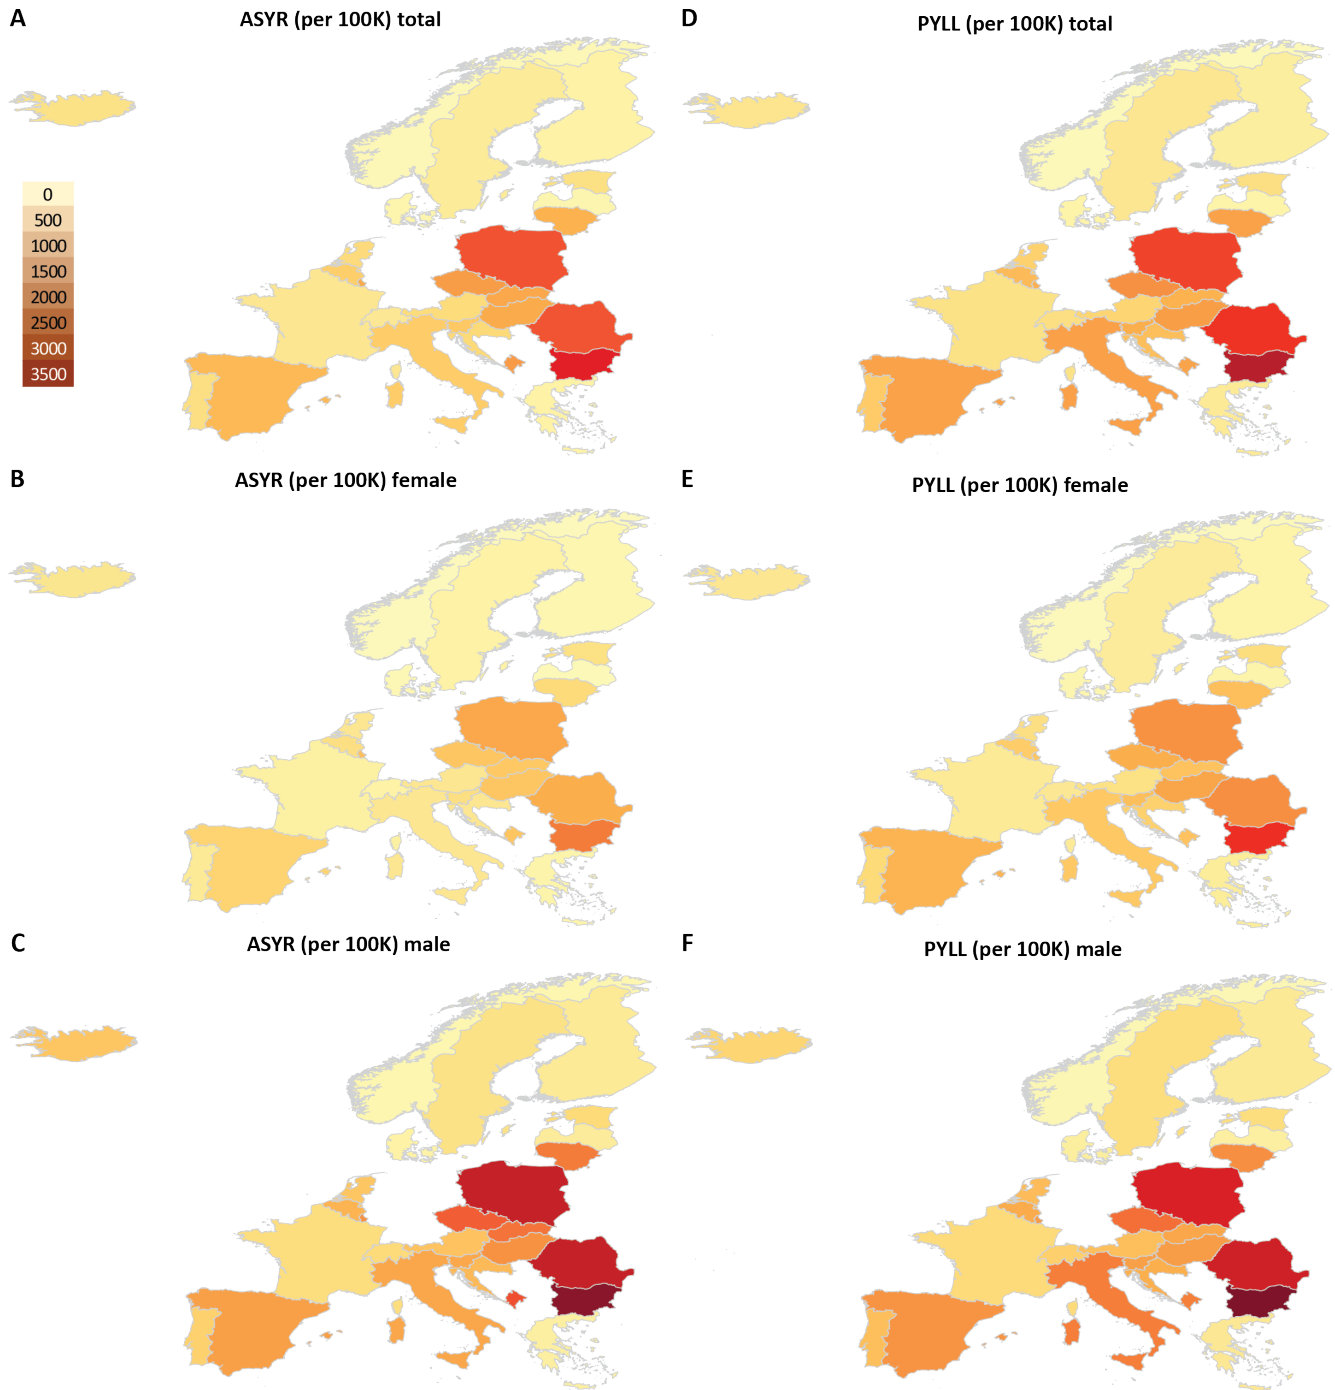 A
ASYR (per 100K) total
D
PYLL (per 100K) total
0
500
1000
1500
2000
2500
3000
3500
B
ASYR (per 100K) female
E
PYLL (per 100K) female
C
ASYR (per 100K) male
F
PYLL (per 100K) male